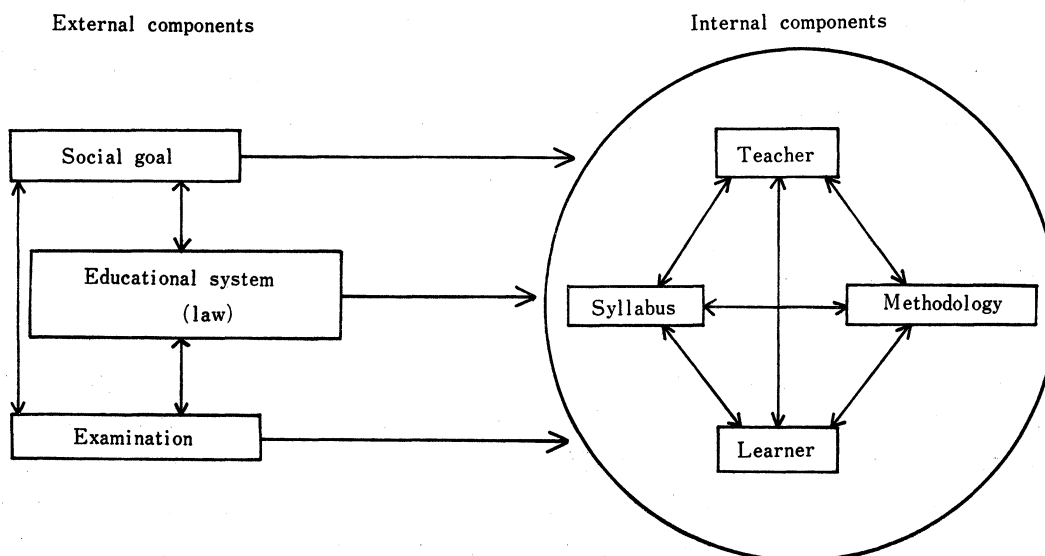 External components
Internal components
Social goal
Educational system
(law)
Examination
Teacher
Syllabus
Methodology
Learner